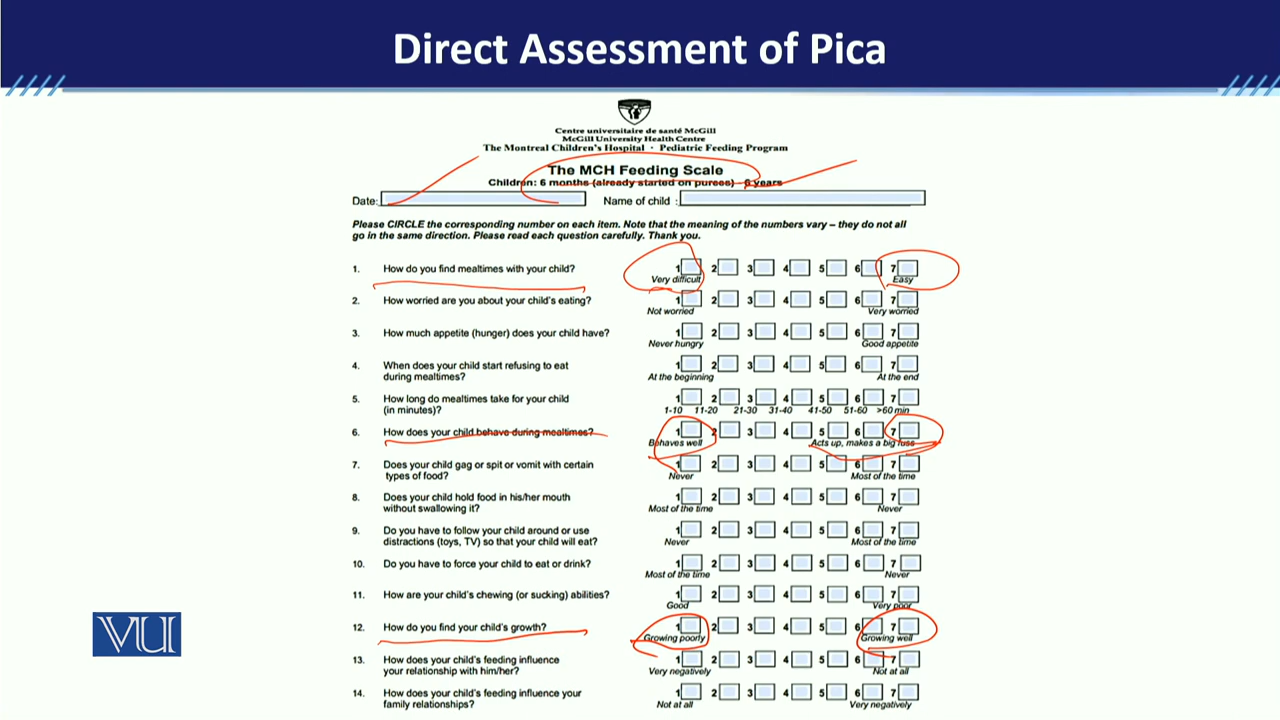 Direct Assessment of Pica
Centre universitaire de santé McGill
McGill University Health Centre
The Montreal Children's Hospital · Pediatric Feeding Program
The MCH Feeding Scale
Children: 6 months (already started on purees) - 6 years
Date: Name of child :
Please CIRCLE the corresponding number on each item. Note that the meaning of the numbers vary – they do not all
go in the same direction. Please read each question carefully. Thank you.
1. How do you find mealtimes with your child? 1 2 3 4 5 6 7
Very difficult Easy
2. How worried are you about your child's eating? 1 2 3 4 5 6 7
Not worried Very worried
3. How much appetite (hunger) does your child have? 1 2 3 4 5 6 7
Never hungry Good appetite
4. When does your child start refusing to eat 1 2 3 4 5 6 7
during mealtimes? At the beginning At the end
5. How long do mealtimes take for your child 1 2 3 4 5 6 7
(in minutes)? 1-10 11-20 21-30 31-40 41-50 51-60 >60 min
6. How does your child behave during mealtimes? 1 2 3 4 5 6 7
Behaves well Acts up, makes a big fuss
7. Does your child gag or spit or vomit with certain 1 2 3 4 5 6 7
types of food? Never Most of the time
8. Does your child hold food in his/her mouth 1 2 3 4 5 6 7
without swallowing it? Most of the time Never
9. Do you have to follow your child around or use 1 2 3 4 5 6 7
distractions (toys, TV) so that your child will eat? Never Most of the time
10. Do you have to force your child to eat or drink? 1 2 3 4 5 6 7
Most of the time Never
11. How are your child's chewing (or sucking) abilities? 1 2 3 4 5 6 7
Good Very poor
12. How do you find your child's growth? 1 2 3 4 5 6 7
Growing poorly Growing well
13. How does your child's feeding influence 1 2 3 4 5 6 7
your relationship with him/her? Very negatively Not at all
14. How does your child's feeding influence your 1 2 3 4 5 6 7
family relationships? Not at all Very negatively
VU